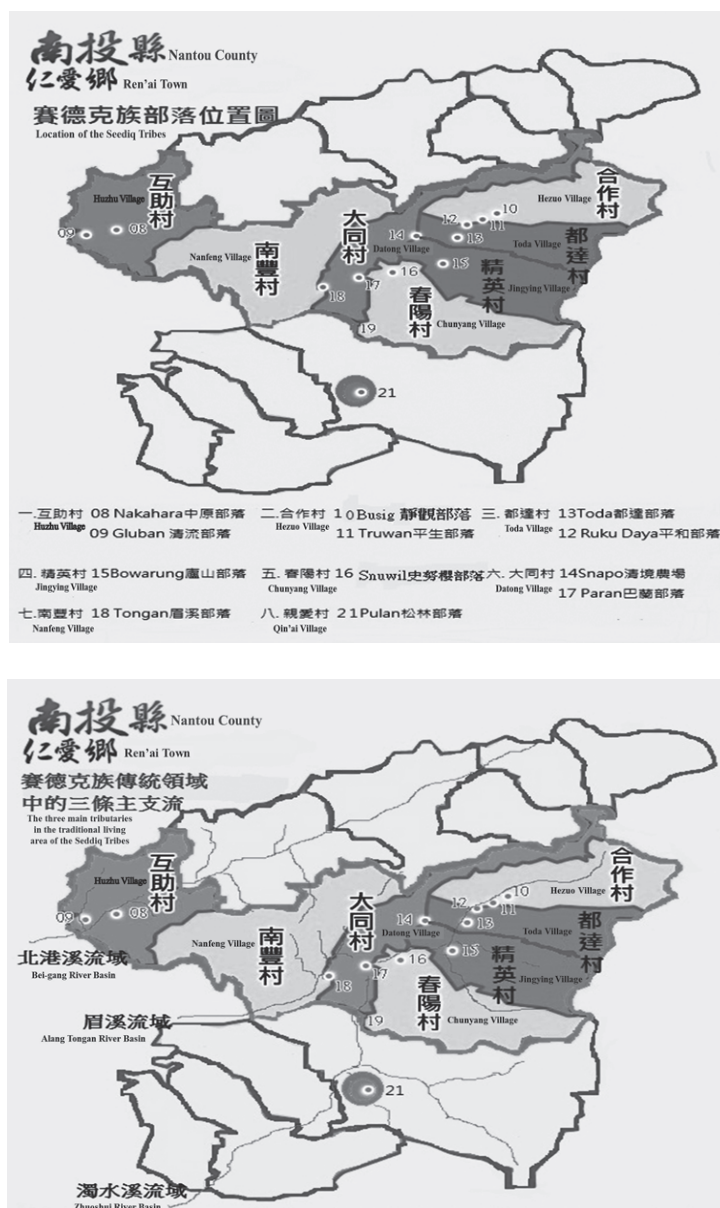 南投縣 Nantou County
仁愛鄉 Ren'ai Town
賽德克族部落位置圖
Location of the Seediq Tribes
互助村
Huzhu Village
09
08
南豐村
Nanfeng Village
大同村
Datong Village
合作村
Hezuo Village
10
11
12
13
14
都達村
Toda Village
15
精英村
Jingying Village
16
春陽村
Chunyang Village
17
18
19
21
一.互助村 08 Nakahara中原部落
Huzhu Village
09 Gluban 清流部落
二.合作村 10Busig 靜觀部落
Hezuo Village
11 Truwan平生部落
三. 都達村 13Toda都達部落
Toda Village
12 Ruku Daya平和部落
四. 精英村 15Bowarung廬山部落
Jingying Village
五. 春陽村 16 Snuwil史努櫻部落
Chunyang Village
六. 大同村 14Snapo清境農場
Datong Village
17 Paran巴蘭部落
七.南豐村 18 Tongan眉溪部落
Nanfeng Village
八. 親愛村 21Pulan松林部落
Qin'ai Village
南投縣 Nantou County
仁愛鄉 Ren'ai Town
賽德克族傳統領域
中的三條主支流
The three main tributaries
in the traditional living
area of the Seddiq Tribes
互助村
Huzhu Village
09
08
北港溪流域
Bei-gang River Basin
南豐村
Nanfeng Village
大同村
Datong Village
合作村
Hezuo Village
10
11
12
13
14
都達村
Toda Village
15
精英村
Jingying Village
16
春陽村
Chunyang Village
17
18
19
眉溪流域
Alang Tongan River Basin
21
濁水溪流域
Zhuoshui River Basin